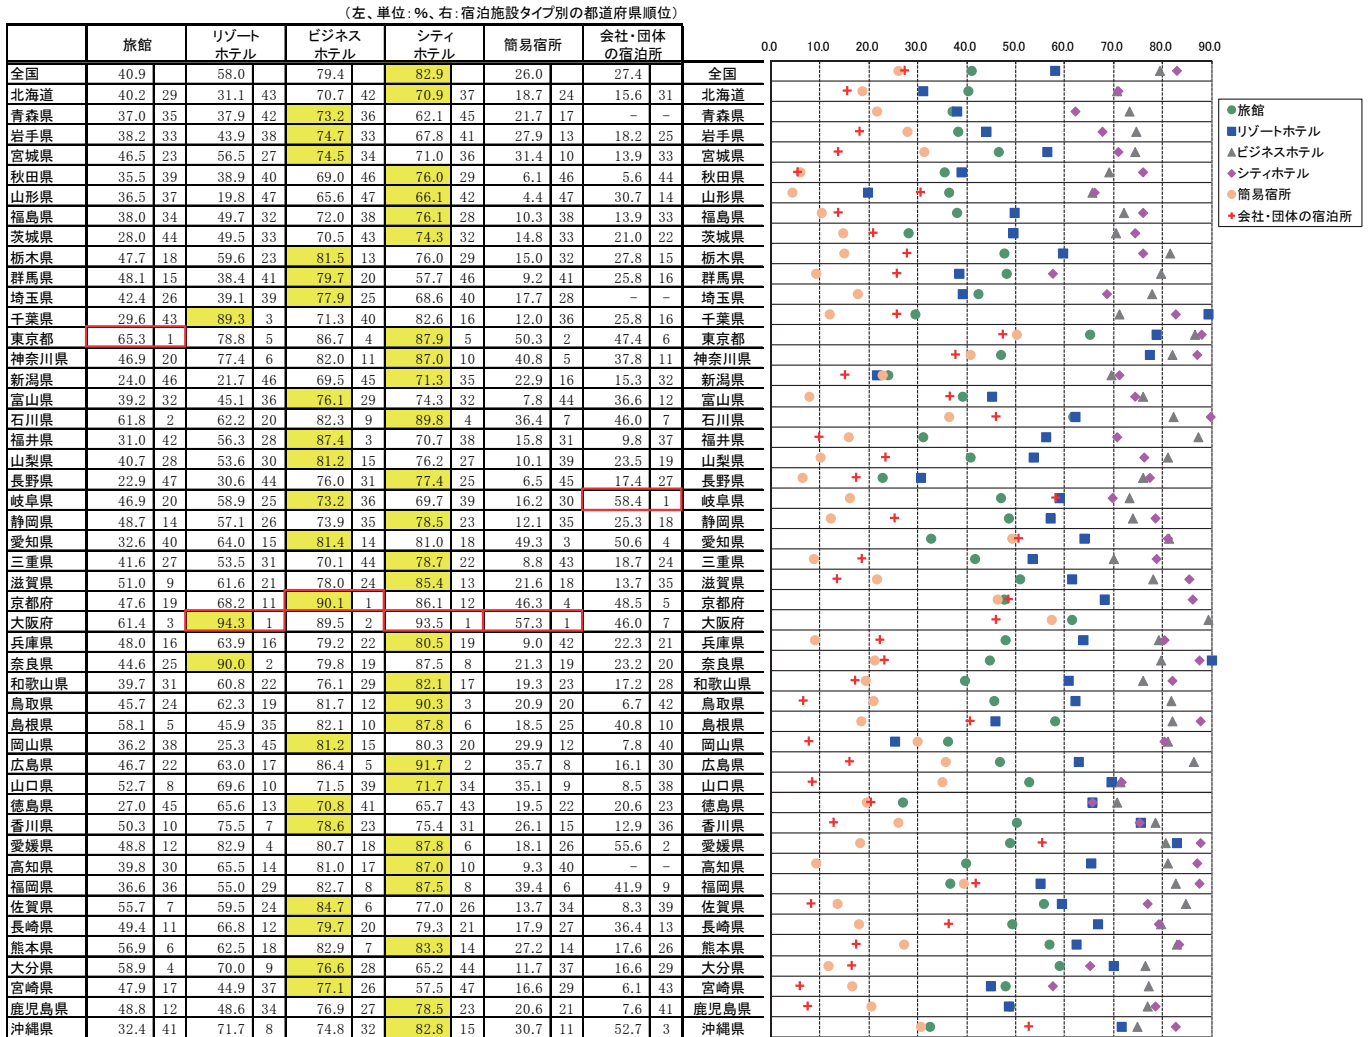 （左、単位：%、右：宿泊施設タイプ別の都道府県順位）
旅館 リゾートホテル ビジネスホテル シティホテル 簡易宿所 会社・団体の宿泊所
0.0 10.0 20.0 30.0 40.0 50.0 60.0 70.0 80.0 90.0
全国 40.9 58.0 79.4 82.9 26.0 27.4 全国
北海道 40.2 29 31.1 43 70.7 42 70.9 37 18.7 24 15.6 31 北海道
青森県 37.0 35 37.9 42 73.2 36 62.1 45 21.7 17 － － 青森県
岩手県 38.2 33 43.9 38 74.7 33 67.8 41 27.9 13 18.2 25 岩手県
宮城県 46.5 23 56.5 27 74.5 34 71.0 36 31.4 10 13.9 33 宮城県
秋田県 35.5 39 38.9 40 69.0 46 76.0 29 6.1 46 5.6 44 秋田県
山形県 36.5 37 19.8 47 65.6 47 66.1 42 4.4 47 30.7 14 山形県
福島県 38.0 34 49.7 32 72.0 38 76.1 28 10.3 38 13.9 33 福島県
茨城県 28.0 44 49.5 33 70.5 43 74.3 32 14.8 33 21.0 22 茨城県
栃木県 47.7 18 59.6 23 81.5 13 76.0 29 15.0 32 27.8 15 栃木県
群馬県 48.1 15 38.4 41 79.7 20 57.7 46 9.2 41 25.8 16 群馬県
埼玉県 42.4 26 39.1 39 77.9 25 68.6 40 17.7 28 － － 埼玉県
千葉県 29.6 43 89.3 3 71.3 40 82.6 16 12.0 36 25.8 16 千葉県
東京都 65.3 1 78.8 5 86.7 4 87.9 5 50.3 2 47.4 6 東京都
神奈川県 46.9 20 77.4 6 82.0 11 87.0 10 40.8 5 37.8 11 神奈川県
新潟県 24.0 46 21.7 46 69.5 45 71.3 35 22.9 16 15.3 32 新潟県
富山県 39.2 32 45.1 36 76.1 29 74.3 32 7.8 44 36.6 12 富山県
石川県 61.8 2 62.2 20 82.3 9 89.8 4 36.4 7 46.0 7 石川県
福井県 31.0 42 56.3 28 87.4 3 70.7 38 15.8 31 9.8 37 福井県
山梨県 40.7 28 53.6 30 81.2 15 76.2 27 10.1 39 23.5 19 山梨県
長野県 22.9 47 30.6 44 76.0 31 77.4 25 6.5 45 17.4 27 長野県
岐阜県 46.9 20 58.9 25 73.2 36 69.7 39 16.2 30 58.4 1 岐阜県
静岡県 48.7 14 57.1 26 73.9 35 78.5 23 12.1 35 25.3 18 静岡県
愛知県 32.6 40 64.0 15 81.4 14 81.0 18 49.3 3 50.6 4 愛知県
三重県 41.6 27 53.5 31 70.1 44 78.7 22 8.8 43 18.7 24 三重県
滋賀県 51.0 9 61.6 21 78.0 24 85.4 13 21.6 18 13.7 35 滋賀県
京都府 47.6 19 68.2 11 90.1 1 86.1 12 46.3 4 48.5 5 京都府
大阪府 61.4 3 94.3 1 89.5 2 93.5 1 57.3 1 46.0 7 大阪府
兵庫県 48.0 16 63.9 16 79.2 22 80.5 19 9.0 42 22.3 21 兵庫県
奈良県 44.6 25 90.0 2 79.8 19 87.5 8 21.3 19 23.2 20 奈良県
和歌山県 39.7 31 60.8 22 76.1 29 82.1 17 19.3 23 17.2 28 和歌山県
鳥取県 45.7 24 62.3 19 81.7 12 90.3 3 20.9 20 6.7 42 鳥取県
島根県 58.1 5 45.9 35 82.1 10 87.8 6 18.5 25 40.8 10 島根県
岡山県 36.2 38 25.3 45 81.2 15 80.3 20 29.9 12 7.8 40 岡山県
広島県 46.7 22 63.0 17 86.4 5 91.7 2 35.7 8 16.1 30 広島県
山口県 52.7 8 69.6 10 71.5 39 71.7 34 35.1 9 8.5 38 山口県
徳島県 27.0 45 65.6 13 70.8 41 65.7 43 19.5 22 20.6 23 徳島県
香川県 50.3 10 75.5 7 78.6 23 75.4 31 26.1 15 12.9 36 香川県
愛媛県 48.8 12 82.9 4 80.7 18 87.8 6 18.1 26 55.6 2 愛媛県
高知県 39.8 30 65.5 14 81.0 17 87.0 10 9.3 40 － － 高知県
福岡県 36.6 36 55.0 29 82.7 8 87.5 8 39.4 6 41.9 9 福岡県
佐賀県 55.7 7 59.5 24 84.7 6 77.0 26 13.7 34 8.3 39 佐賀県
長崎県 49.4 11 66.8 12 79.7 20 79.3 21 17.9 27 36.4 13 長崎県
熊本県 56.9 6 62.5 18 82.9 7 83.3 14 27.2 14 17.6 26 熊本県
大分県 58.9 4 70.0 9 76.6 28 65.2 44 11.7 37 16.6 29 大分県
宮崎県 47.9 17 44.9 37 77.1 26 57.5 47 16.6 29 6.1 43 宮崎県
鹿児島県 48.8 12 48.6 34 76.9 27 78.5 23 20.6 21 7.6 41 鹿児島県
沖縄県 32.4 41 71.7 8 74.8 32 82.8 15 30.7 11 52.7 3 沖縄県
旅館
リゾートホテル
ビジネスホテル
シティホテル
簡易宿所
会社・団体の宿泊所